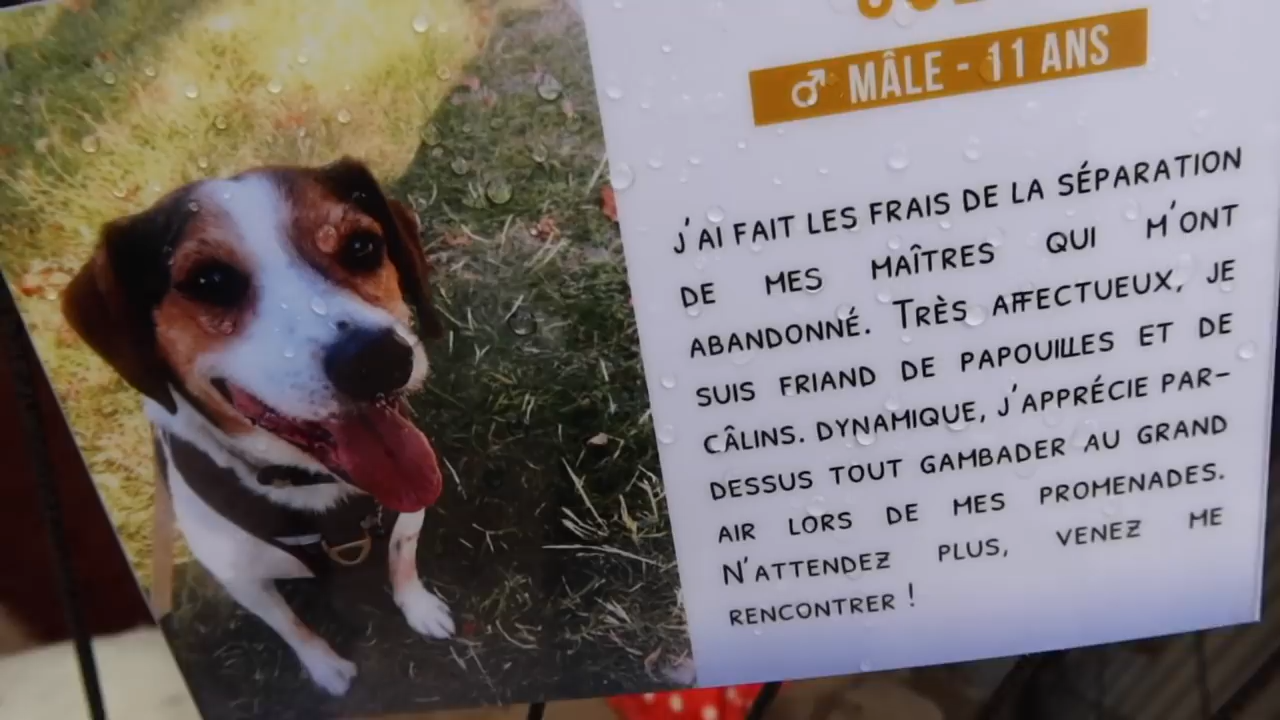 ♂ MÂLE - 11 ANS
J'AI FAIT LES FRAIS DE LA SÉPARATION
DE MES MAÎTRES QUI M'ONT
ABANDONNÉ. TRÈS AFFECTUEUX, JE
SUIS FRIAND DE PAPOUILLES ET DE
CÂLINS. DYNAMIQUE, J'APPRÉCIE PAR-
DESSUS TOUT GAMBADER AU GRAND
AIR LORS DE MES PROMENADES.
N'ATTENDEZ PLUS, VENEZ ME
RENCONTRER !